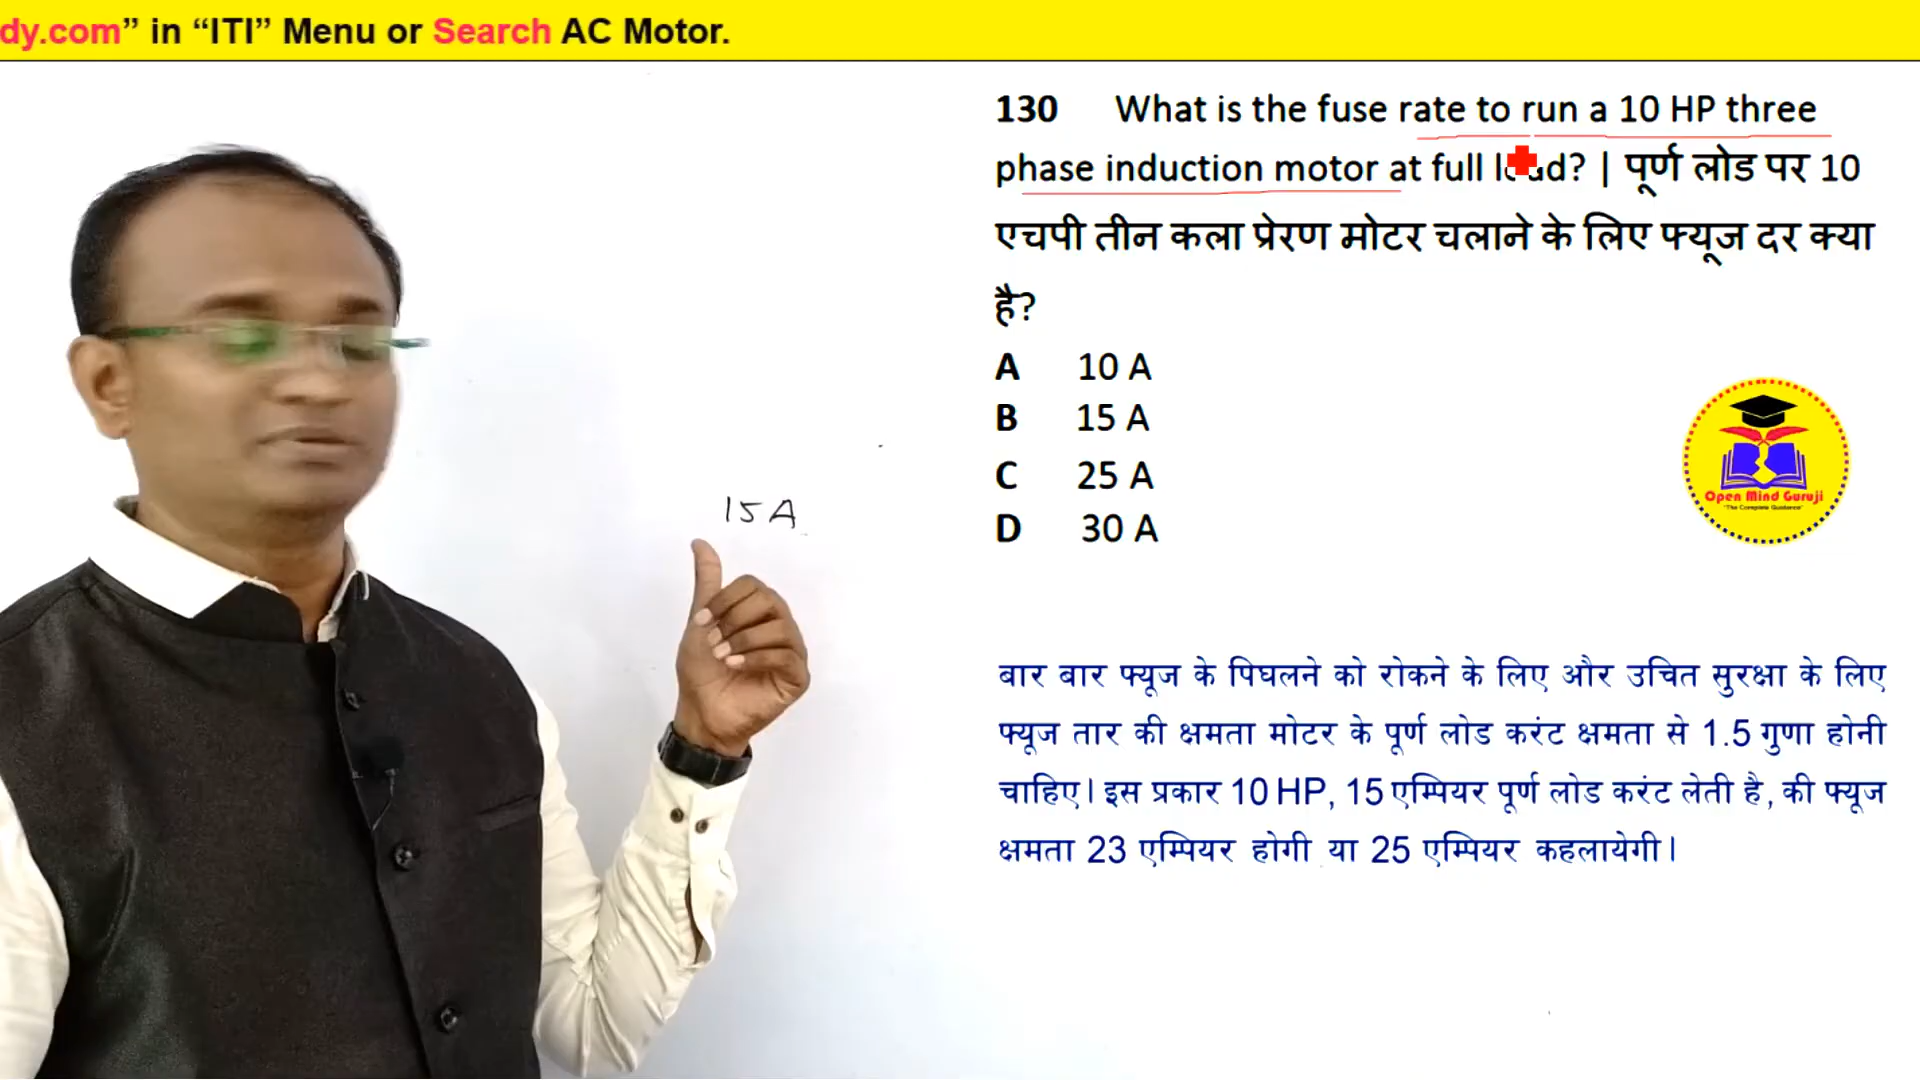 dy.com” in “ITI” Menu or Search AC Motor.
130 What is the fuse rate to run a 10 HP three
phase induction motor at full load? | पूर्ण लोड पर 10
एचपी तीन कला प्रेरण मोटर चलाने के लिए फ्यूज दर क्या
है?
A 10 A
B 15 A
C 25 A
D 30 A
15 A
Open Mind Guruji
"The Complete Guidance"
बार बार फ्यूज के पिघलने को रोकने के लिए और उचित सुरक्षा के लिए
फ्यूज तार की क्षमता मोटर के पूर्ण लोड करंट क्षमता से 1.5 गुणा होनी
चाहिए। इस प्रकार 10 HP, 15 एम्पियर पूर्ण लोड करंट लेती है, की फ्यूज
क्षमता 23 एम्पियर होगी या 25 एम्पियर कहलायेगी।